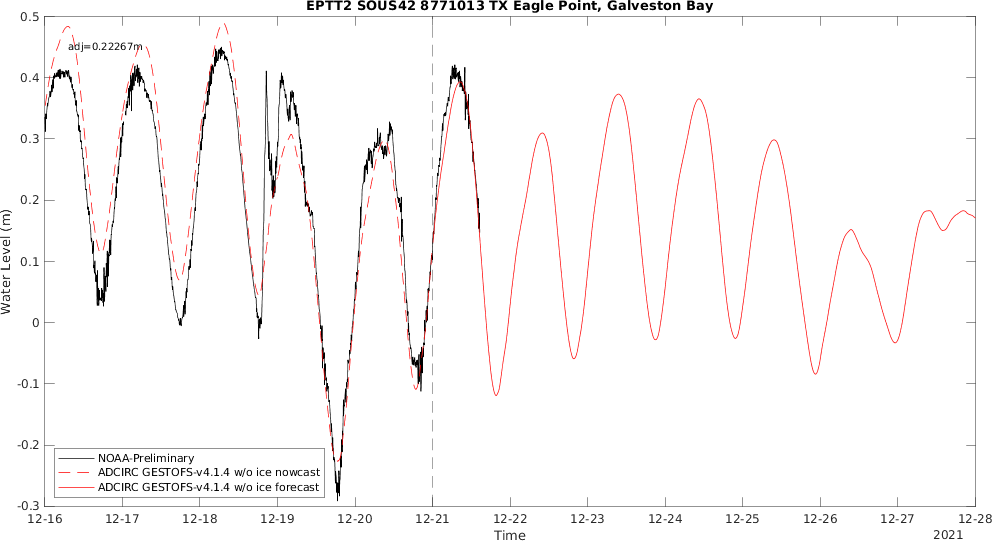 EPTT2 SOUS42 8771013 TX Eagle Point, Galveston Bay
adj=0.22267m
0.5
0.4
0.3
0.2
0.1
0
-0.1
-0.2
-0.3
Water Level (m)
NOAA-Preliminary
ADCIRC GESTOFS-v4.1.4 w/o ice nowcast
ADCIRC GESTOFS-v4.1.4 w/o ice forecast
12-16 12-17 12-18 12-19 12-20 12-21 12-22 12-23 12-24 12-25 12-26 12-27 12-28
Time
2021